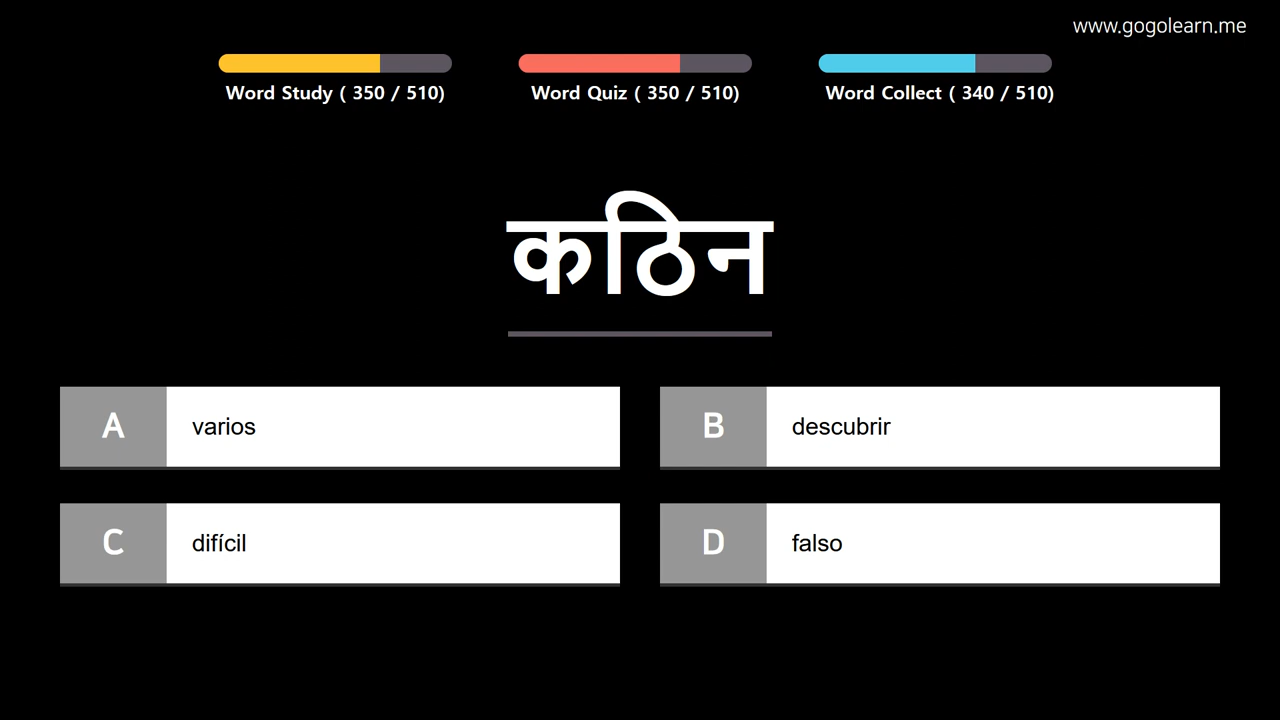 www.gogolearn.me
Word Study ( 350 / 510)
Word Quiz ( 350 / 510)
Word Collect ( 340 / 510)
कठिन
A varios
B descubrir
C difícil
D falso